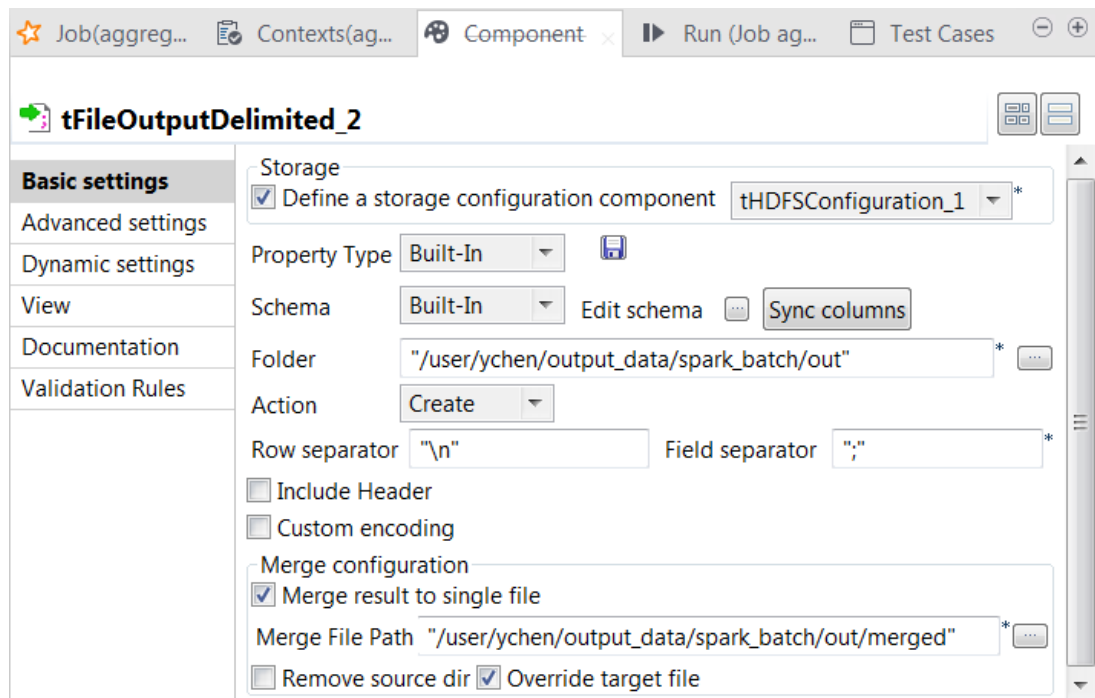 Job(aggreg... Contexts(ag... Component Run (Job ag... Test Cases
tFileOutputDelimited_2
Basic settings
Advanced settings
Dynamic settings
View
Documentation
Validation Rules
Storage
Define a storage configuration component tHDFSConfiguration_1 *
Property Type Built-In
Schema Built-In Edit schema ... Sync columns
Folder "/user/ychen/output_data/spark_batch/out" * ...
Action Create
Row separator "\n" Field separator ";" *
Include Header
Custom encoding
Merge configuration
Merge result to single file
Merge File Path "/user/ychen/output_data/spark_batch/out/merged" * ...
Remove source dir Override target file